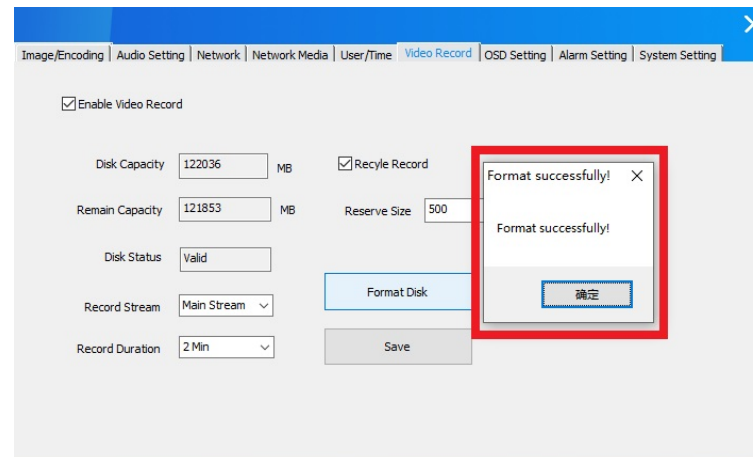 Image/Encoding Audio Setting Network Network Media User/Time Video Record OSD Setting Alarm Setting System Setting
Enable Video Record
Disk Capacity 122036 MB Recyle Record
Format successfully!
Remain Capacity 121853 MB Reserve Size 500
Format successfully!
Disk Status Valid
Format Disk
确定
Record Stream Main Stream
Record Duration 2 Min Save